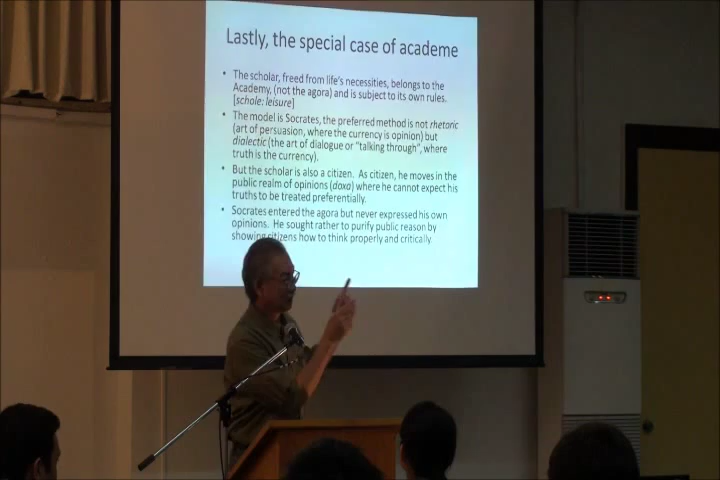 Lastly, the special case of academe
• The scholar, freed from life's necessities, belongs to the
Academy, (not the agora) and is subject to its own rules.
[schole: leisure]
• The model is Socrates, the preferred method is not rhetoric
(art of persuasion, where the currency is opinion) but
dialectic (the art of dialogue or "talking through", where
truth is the currency).
• But the scholar is also a citizen.  As citizen, he moves in the
public realm of opinions (doxa) where he cannot expect his
truths to be treated preferentially.
• Socrates entered the agora but never expressed his own
opinions.  He sought rather to purify public reason by
showing citizens how to think properly and critically.